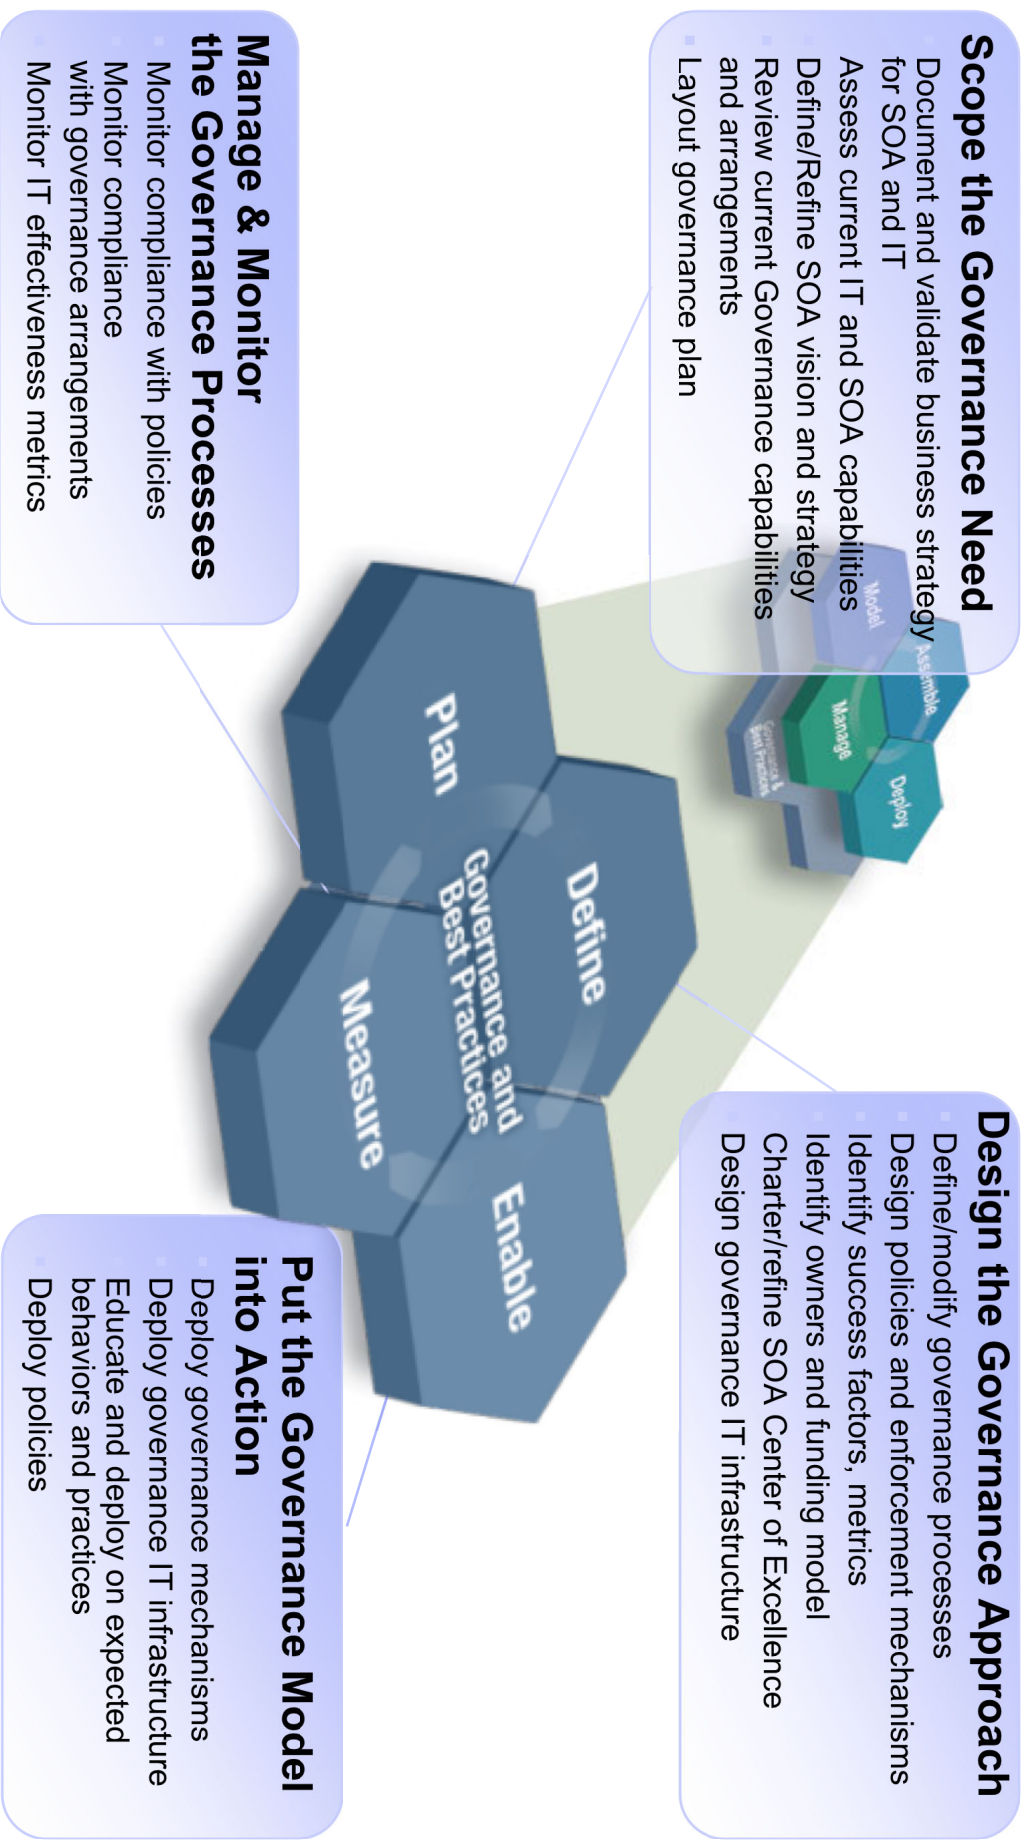 Scope the Governance Need
Document and validate business strategy
for SOA and IT
Assess current IT and SOA capabilities
Define/Refine SOA vision and strategy
Review current Governance capabilities
and arrangements
Layout governance plan
Design the Governance Approach
Define/modify governance processes
Design policies and enforcement mechanisms
Identify success factors, metrics
Identify owners and funding model
Charter/refine SOA Center of Excellence
Design governance IT infrastructure
Assemble
Model
Deploy
Manage
Governance &
Best Practices
Define
Plan
Governance and
Best Practices
Enable
Measure
Manage & Monitor
the Governance Processes
Monitor compliance with policies
Monitor compliance
with governance arrangements
Monitor IT effectiveness metrics
Put the Governance Model
into Action
Deploy governance mechanisms
Deploy governance IT infrastructure
Educate and deploy on expected
behaviors and practices
Deploy policies